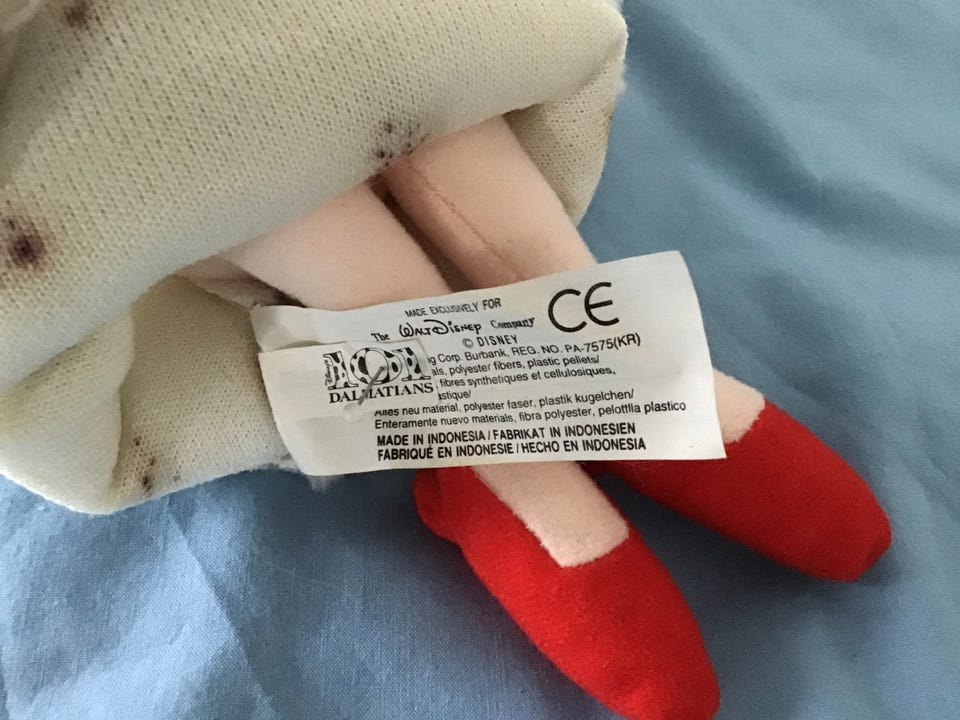 MADE EXCLUSIVELY FOR
The WALT DISNEY Company
CE
© DISNEY
g Corp. Burbank, REG. NO. PA-7575(KR)
als, polyester fibers, plastic pellets/
fibres synthetiques et cellulosiques,
astique/
Disney's
101
DALMATIANS
Alles neu material, polyester faser, plastik kugelchen/
Enteramente nuevo materials, fibra polyester, pelotlla plastico
MADE IN INDONESIA / FABRIKAT IN INDONESIEN
FABRIQUÉ EN INDONESIE / HECHO EN INDONESIA